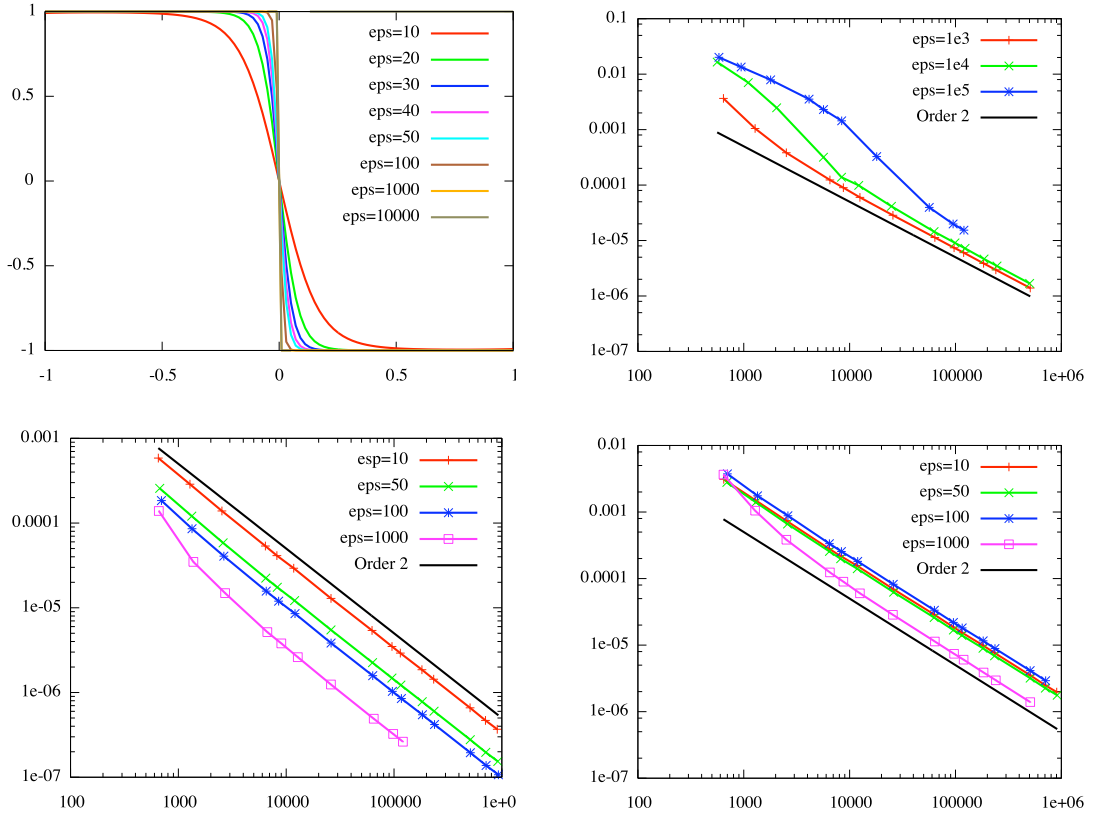 1
0.5
0
-0.5
-1
-1
-0.5
0
0.5
1
eps=10
eps=20
eps=30
eps=40
eps=50
eps=100
eps=1000
eps=10000
0.1
0.01
0.001
0.0001
1e-05
1e-06
1e-07
100
1000
10000
100000
1e+06
eps=1e3
eps=1e4
eps=1e5
Order 2
0.001
0.0001
1e-05
1e-06
1e-07
100
1000
10000
100000
1e+0
esp=10
eps=50
eps=100
eps=1000
Order 2
0.01
0.001
0.0001
1e-05
1e-06
1e-07
100
1000
10000
100000
1e+06
eps=10
eps=50
eps=100
eps=1000
Order 2